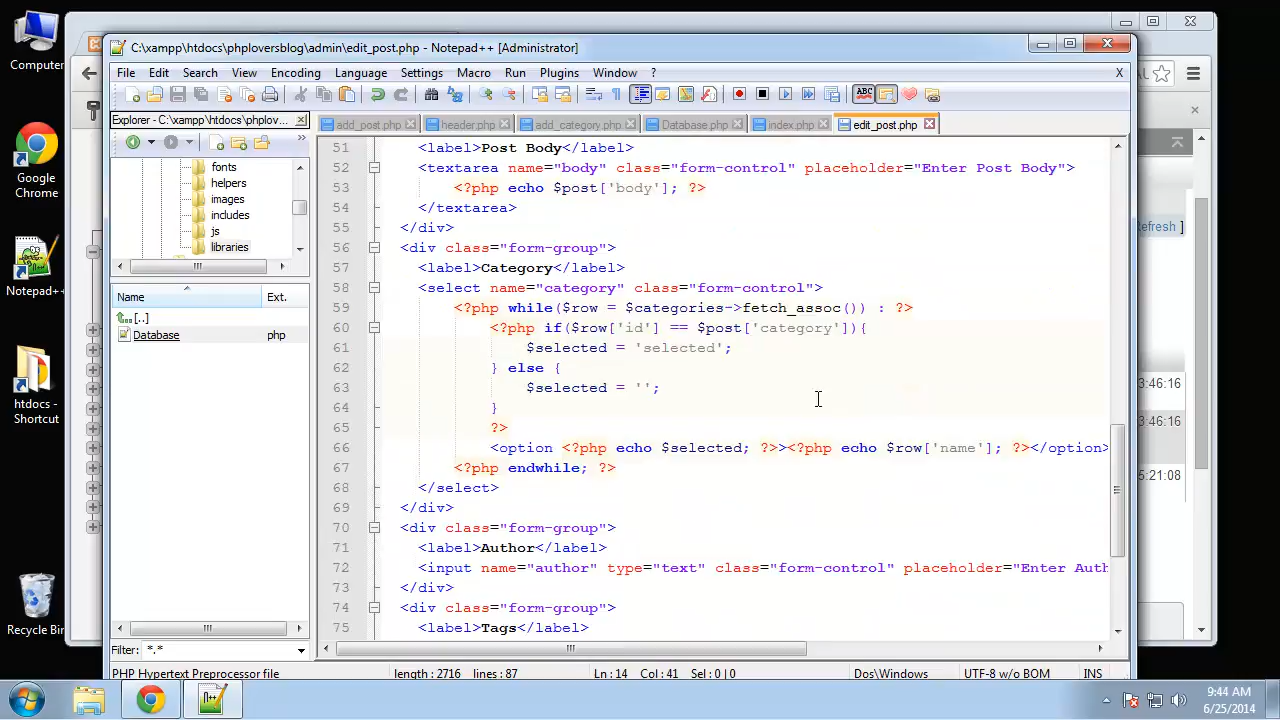 Computer
Google
Chrome
Notepad++
htdocs -
Shortcut
Recycle Bin
C:\xampp\htdocs\phploversblog\admin\edit_post.php - Notepad++ [Administrator]
File Edit Search View Encoding Language Settings Macro Run Plugins Window ? X
Explorer - C:\xampp\htdocs\phplov...
add_post.php header.php add_category.php Database.php index.php edit_post.php
fonts
helpers
images
includes
js
libraries
Name Ext.
[..]
Database php
Filter: *.*
51 <label>Post Body</label>
52 <textarea name="body" class="form-control" placeholder="Enter Post Body">
53 <?php echo $post['body']; ?>
54 </textarea>
55 </div>
56 <div class="form-group">
57 <label>Category</label>
58 <select name="category" class="form-control">
59 <?php while($row = $categories->fetch_assoc()) : ?>
60 <?php if($row['id'] == $post['category']){
61 $selected = 'selected';
62 } else {
63 $selected = '';
64 }
65 ?>
66 <option <?php echo $selected; ?>><?php echo $row['name']; ?></option>
67 <?php endwhile; ?>
68 </select>
69 </div>
70 <div class="form-group">
71 <label>Author</label>
72 <input name="author" type="text" class="form-control" placeholder="Enter Auth
73 </div>
74 <div class="form-group">
75 <label>Tags</label>
efresh ]
3:46:16
3:46:16
5:21:08
PHP Hypertext Preprocessor file length : 2716 lines : 87 Ln : 14 Col : 41 Sel : 0 | 0 Dos\Windows UTF-8 w/o BOM INS
9:44 AM
6/25/2014